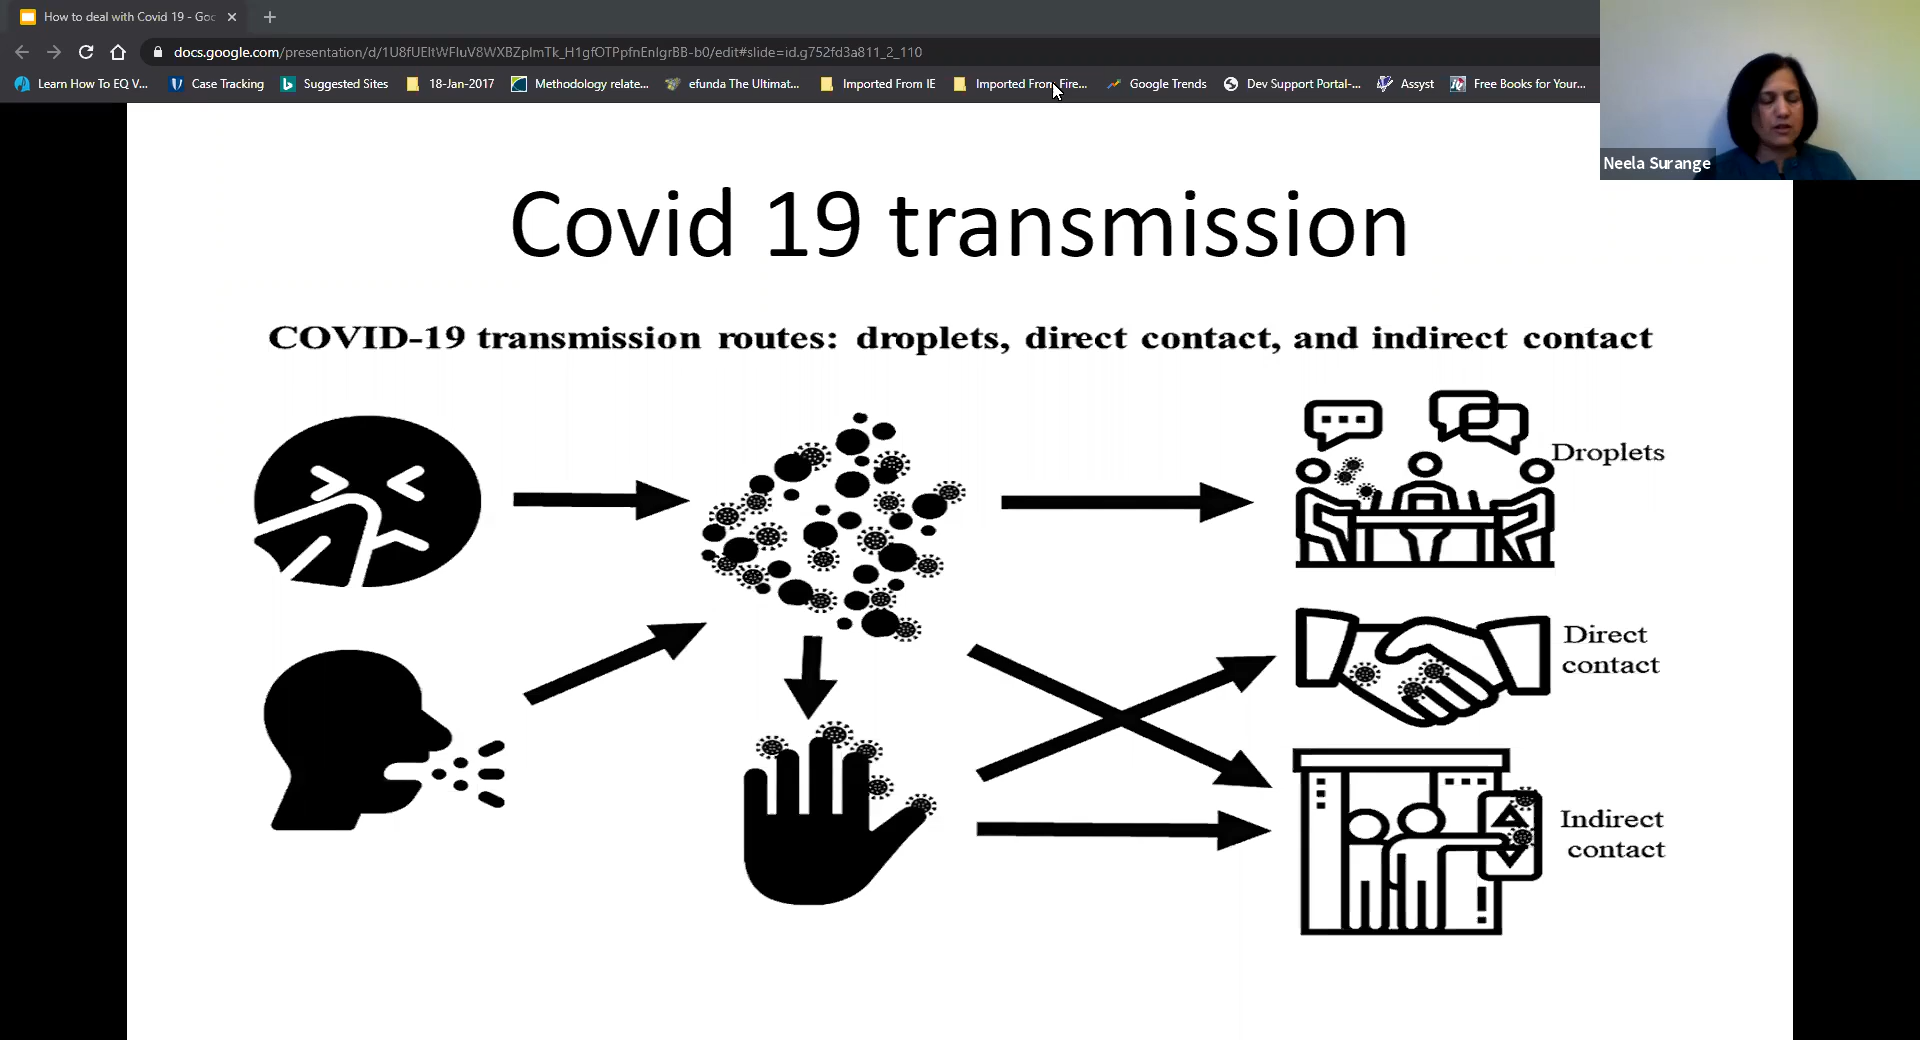 How to deal with Covid 19 - Goo
docs.google.com/presentation/d/1U8fUEltWFluV8WXBZplmTk_H1gfOTPpfnEnlgrBB-b0/edit#slide=id.g752fd3a811_2_110
Learn How To EQ V... Case Tracking Suggested Sites 18-Jan-2017 Methodology relate... efunda The Ultimat... Imported From IE Imported From Fire... Google Trends Dev Support Portal-... Assyst Free Books for Your...
Neela Surange
Covid 19 transmission
COVID-19 transmission routes: droplets, direct contact, and indirect contact
Droplets
Direct
contact
Indirect
contact